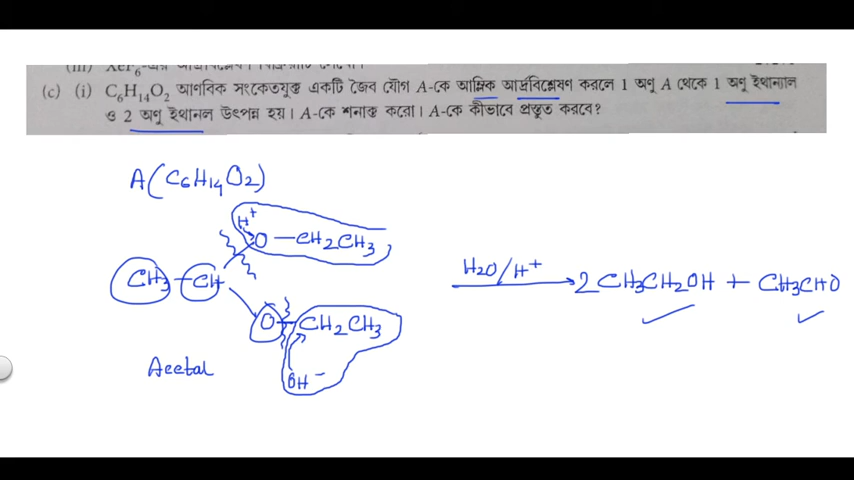 (c) (i) C₆H₁₄O₂ আণবিক সংকেতযুক্ত একটি জৈব যৌগ A-কে আম্লিক আর্দ্রবিশ্লেষণ করলে 1 অণু A থেকে 1 অণু ইথান্যাল
ও 2 অণু ইথানল উৎপন্ন হয়। A-কে শনাক্ত করো। A-কে কীভাবে প্রস্তুত করবে?
A(C₆H₁₄O₂)
H⁺
O — CH₂CH₃
CH₃ — CH
O — CH₂CH₃
OH⁻
Acetal
H₂O/H⁺
2 CH₃CH₂OH + CH₃CHO